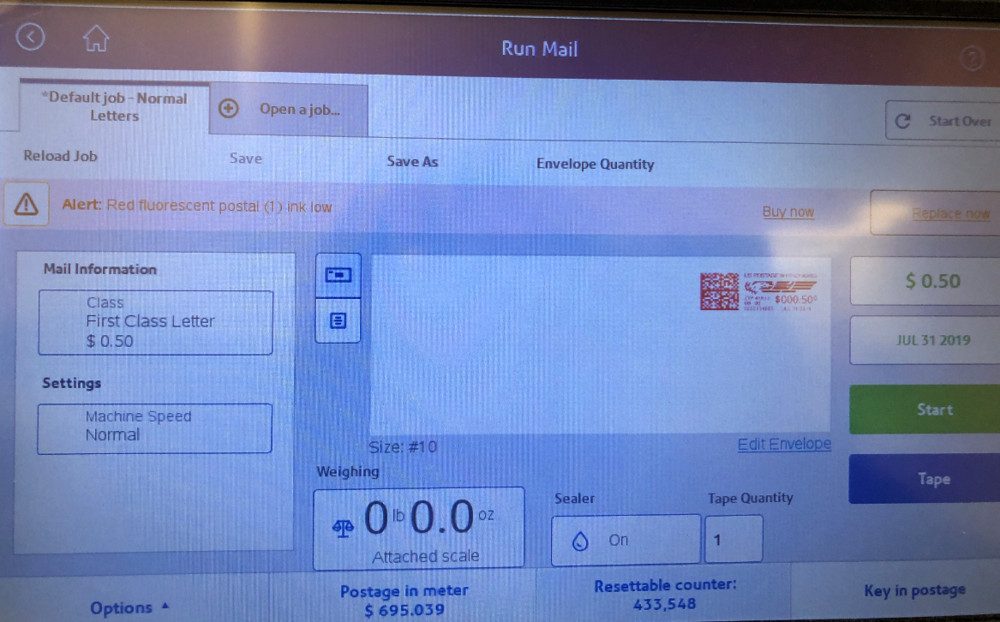 Run Mail
?
*Default job - Normal
Letters
Open a job...
Start Over
Reload Job
Save
Save As
Envelope Quantity
Alert: Red fluorescent postal (1) ink low
Buy now
Replace now
Mail Information
Class
First Class Letter
$ 0.50
Settings
Machine Speed
Normal
US POSTAGE
$000.50⁰
Size: #10
Edit Envelope
$ 0.50
JUL 31 2019
Start
Tape
Weighing
0 lb 0.0 oz
Attached scale
Sealer
On
Tape Quantity
1
Options
Postage in meter
$ 695.039
Resettable counter:
433,548
Key in postage